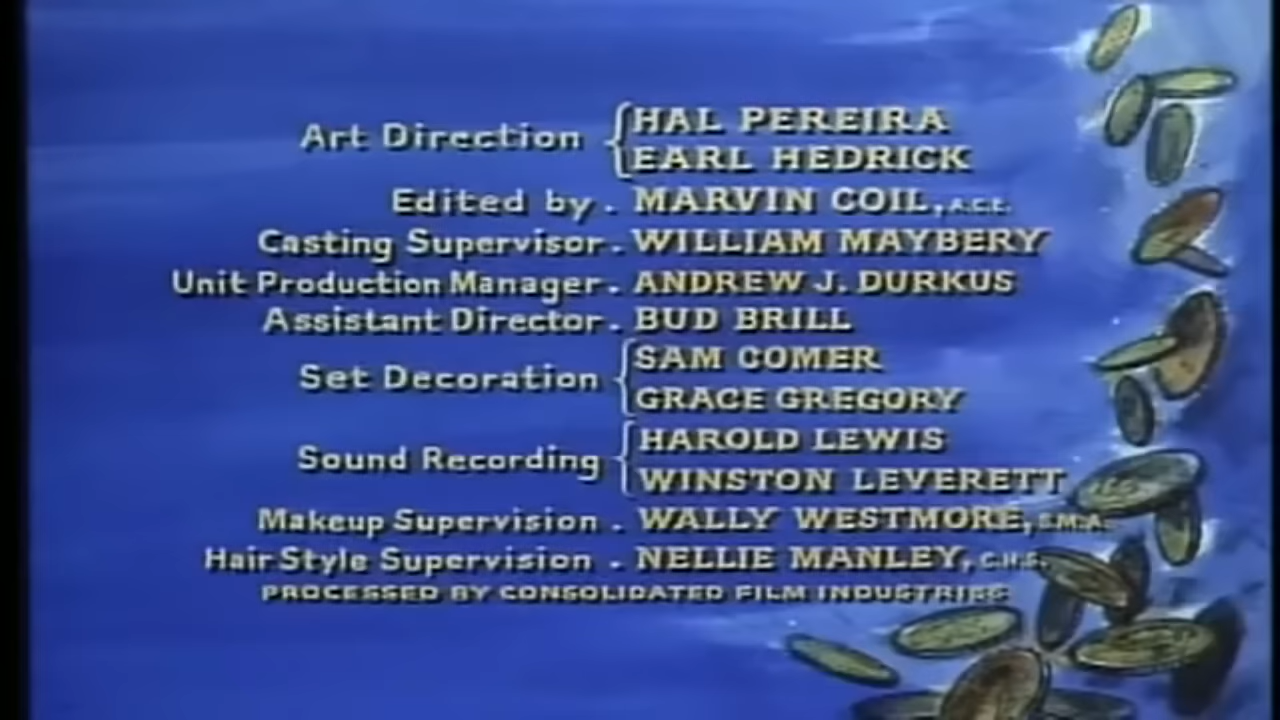 Art Direction { HAL PEREIRA
EARL HEDRICK
Edited by . MARVIN COIL, A.C.E.
Casting Supervisor . WILLIAM MAYBERY
Unit Production Manager . ANDREW J. DURKUS
Assistant Director . BUD BRILL
Set Decoration { SAM COMER
GRACE GREGORY
Sound Recording { HAROLD LEWIS
WINSTON LEVERETT
Makeup Supervision . WALLY WESTMORE, S.M.A.
Hair Style Supervision . NELLIE MANLEY, C.H.S.
PROCESSED BY CONSOLIDATED FILM INDUSTRIES